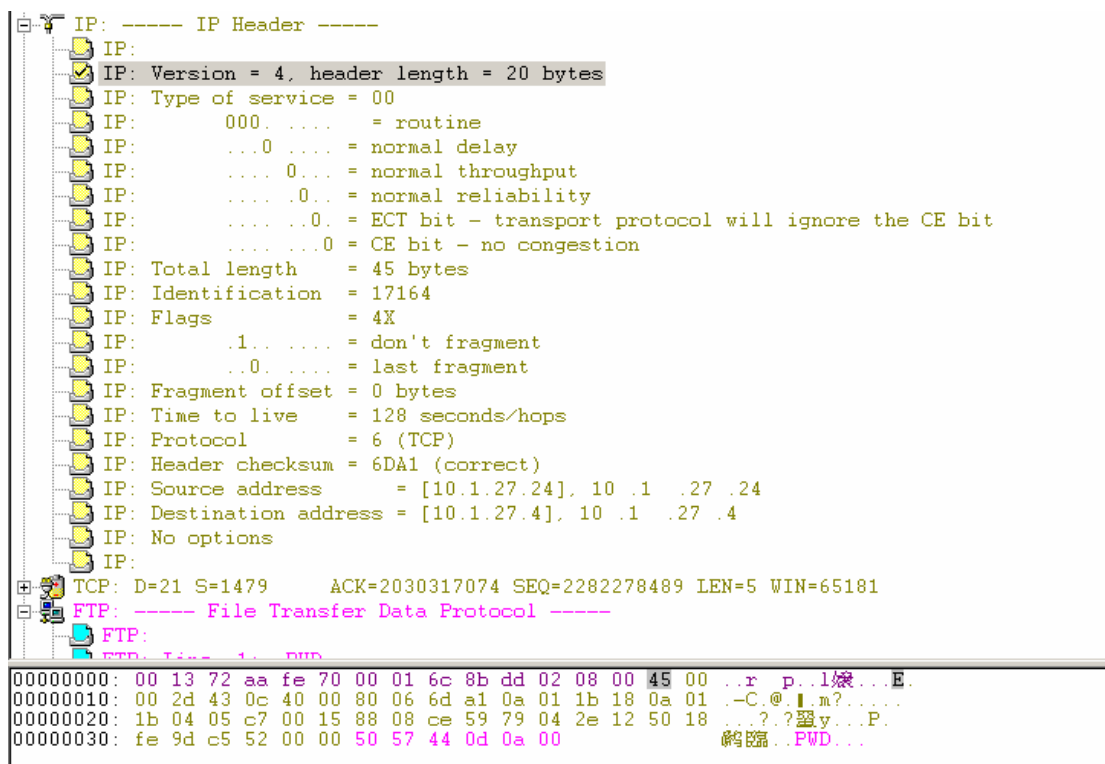 IP: ----- IP Header -----
IP:
IP: Version = 4, header length = 20 bytes
IP: Type of service = 00
IP: 000. .... = routine
IP: ...0 .... = normal delay
IP: .... 0... = normal throughput
IP: .... .0.. = normal reliability
IP: .... ..0. = ECT bit - transport protocol will ignore the CE bit
IP: .... ...0 = CE bit - no congestion
IP: Total length = 45 bytes
IP: Identification = 17164
IP: Flags = 4X
IP: .1.. .... = don't fragment
IP: ..0. .... = last fragment
IP: Fragment offset = 0 bytes
IP: Time to live = 128 seconds/hops
IP: Protocol = 6 (TCP)
IP: Header checksum = 6DA1 (correct)
IP: Source address = [10.1.27.24], 10 .1 .27 .24
IP: Destination address = [10.1.27.4], 10 .1 .27 .4
IP: No options
IP:
TCP: D=21 S=1479 ACK=2030317074 SEQ=2282278489 LEN=5 WIN=65181
FTP: ----- File Transfer Data Protocol -----
FTP:
FTP: Line 1: PWD
00000000: 00 13 72 aa fe 70 00 01 6c 8b dd 02 08 00 45 00 ..r p..l...E.
00000010: 00 2d 43 0c 40 00 80 06 6d a1 0a 01 1b 18 0a 01 .-C.@. .m?.....
00000020: 1b 04 05 c7 00 15 88 08 ce 59 79 04 2e 12 50 18 ...?.?y...P.
00000030: fe 9d c5 52 00 00 50 57 44 0d 0a 00 ..PWD...